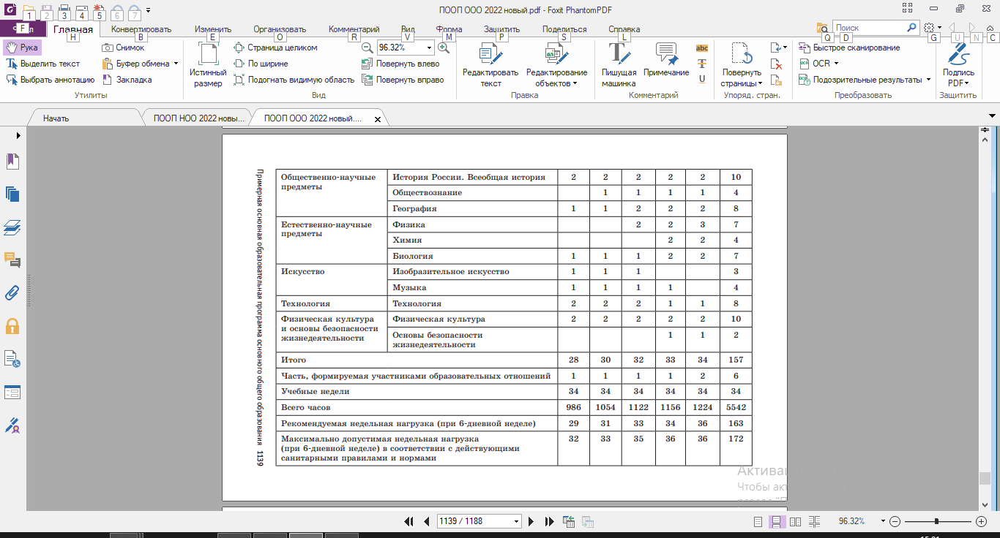 ПООП ООО 2022 новый.pdf - Foxit PhantomPDF
1 2 3 4 5 6 7
F Главная Конвертировать Изменить Организовать Комментарий Вид Форма Защитить Поделиться Справка Поиск
H B E O R V M P S L Q D G U N C
Рука Снимок Страница целиком 96.32% Быстрое сканирование
Выделить текст Буфер обмена По ширине Повернуть влево OCR
Выбрать аннотацию Закладка Подогнать видимую область Повернуть вправо Подозрительные результаты
Истинный размер Редактировать текст Редактирование объектов Пишущая машинка Примечание abc T U Повернуть страницы Подпись PDF
Утилиты Вид Правка Комментарий Упоряд. стран. Преобразовать Защитить
Начать ПООП НОО 2022 новы... ПООП ООО 2022 новый....
Примерная основная образовательная программа основного общего образования 1139
Общественно-научные предметы История России. Всеобщая история 2 2 2 2 2 10
Обществознание 1 1 1 1 4
География 1 1 2 2 2 8
Естественно-научные предметы Физика 2 2 3 7
Химия 2 2 4
Биология 1 1 1 2 2 7
Искусство Изобразительное искусство 1 1 1 3
Музыка 1 1 1 1 4
Технология Технология 2 2 2 1 1 8
Физическая культура и основы безопасности жизнедеятельности Физическая культура 2 2 2 2 2 10
Основы безопасности жизнедеятельности 1 1 2
Итого 28 30 32 33 34 157
Часть, формируемая участниками образовательных отношений 1 1 1 1 2 6
Учебные недели 34 34 34 34 34 34
Всего часов 986 1054 1122 1156 1224 5542
Рекомендуемая недельная нагрузка (при 6-дневной неделе) 29 31 33 34 36 163
Максимально допустимая недельная нагрузка
(при 6-дневной неделе) в соответствии с действующими
санитарными правилами и нормами 32 33 35 36 36 172
1139 / 1188 96.32%